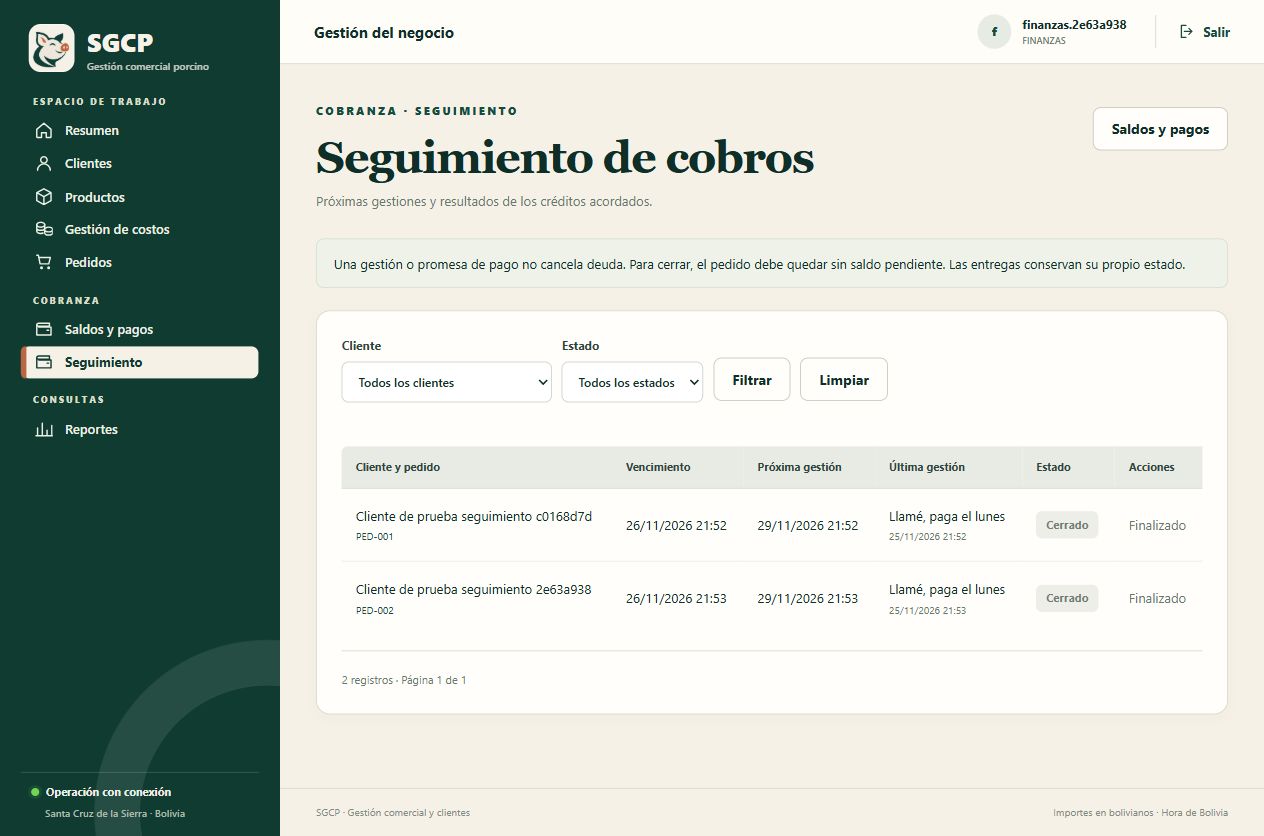 SGCP
Gestión comercial porcino
ESPACIO DE TRABAJO
Resumen
Clientes
Productos
Gestión de costos
Pedidos
COBRANZA
Saldos y pagos
Seguimiento
CONSULTAS
Reportes
Operación con conexión
Santa Cruz de la Sierra · Bolivia
Gestión del negocio
f
finanzas.2e63a938
FINANZAS
Salir
COBRANZA · SEGUIMIENTO
Seguimiento de cobros
Próximas gestiones y resultados de los créditos acordados.
Saldos y pagos
Una gestión o promesa de pago no cancela deuda. Para cerrar, el pedido debe quedar sin saldo pendiente. Las entregas conservan su propio estado.
Cliente
Estado
Todos los clientes
Todos los estados
Filtrar
Limpiar
Cliente y pedido Vencimiento Próxima gestión Última gestión Estado Acciones
Cliente de prueba seguimiento c0168d7d
PED-001
26/11/2026 21:52
29/11/2026 21:52
Llamé, paga el lunes
25/11/2026 21:52
Cerrado
Finalizado
Cliente de prueba seguimiento 2e63a938
PED-002
26/11/2026 21:53
29/11/2026 21:53
Llamé, paga el lunes
25/11/2026 21:53
Cerrado
Finalizado
2 registros · Página 1 de 1
SGCP · Gestión comercial y clientes
Importes en bolivianos · Hora de Bolivia